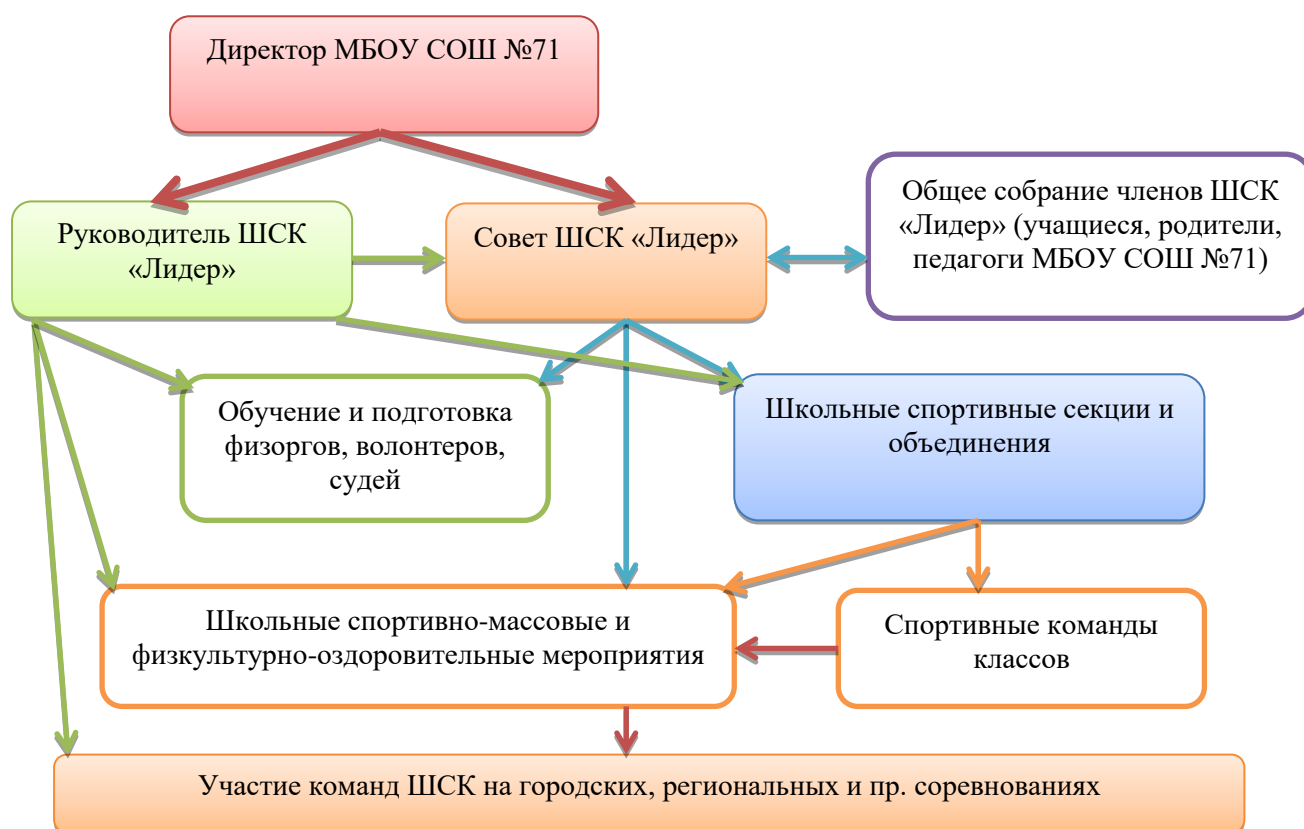 Директор МБОУ СОШ №71
Руководитель ШСК
«Лидер»
Совет ШСК «Лидер»
Общее собрание членов ШСК
«Лидер» (учащиеся, родители,
педагоги МБОУ СОШ №71)
Обучение и подготовка
физоргов, волонтеров,
судей
Школьные спортивные секции и
объединения
Школьные спортивно-массовые и
физкультурно-оздоровительные мероприятия
Спортивные команды
классов
Участие команд ШСК на городских, региональных и пр. соревнованиях